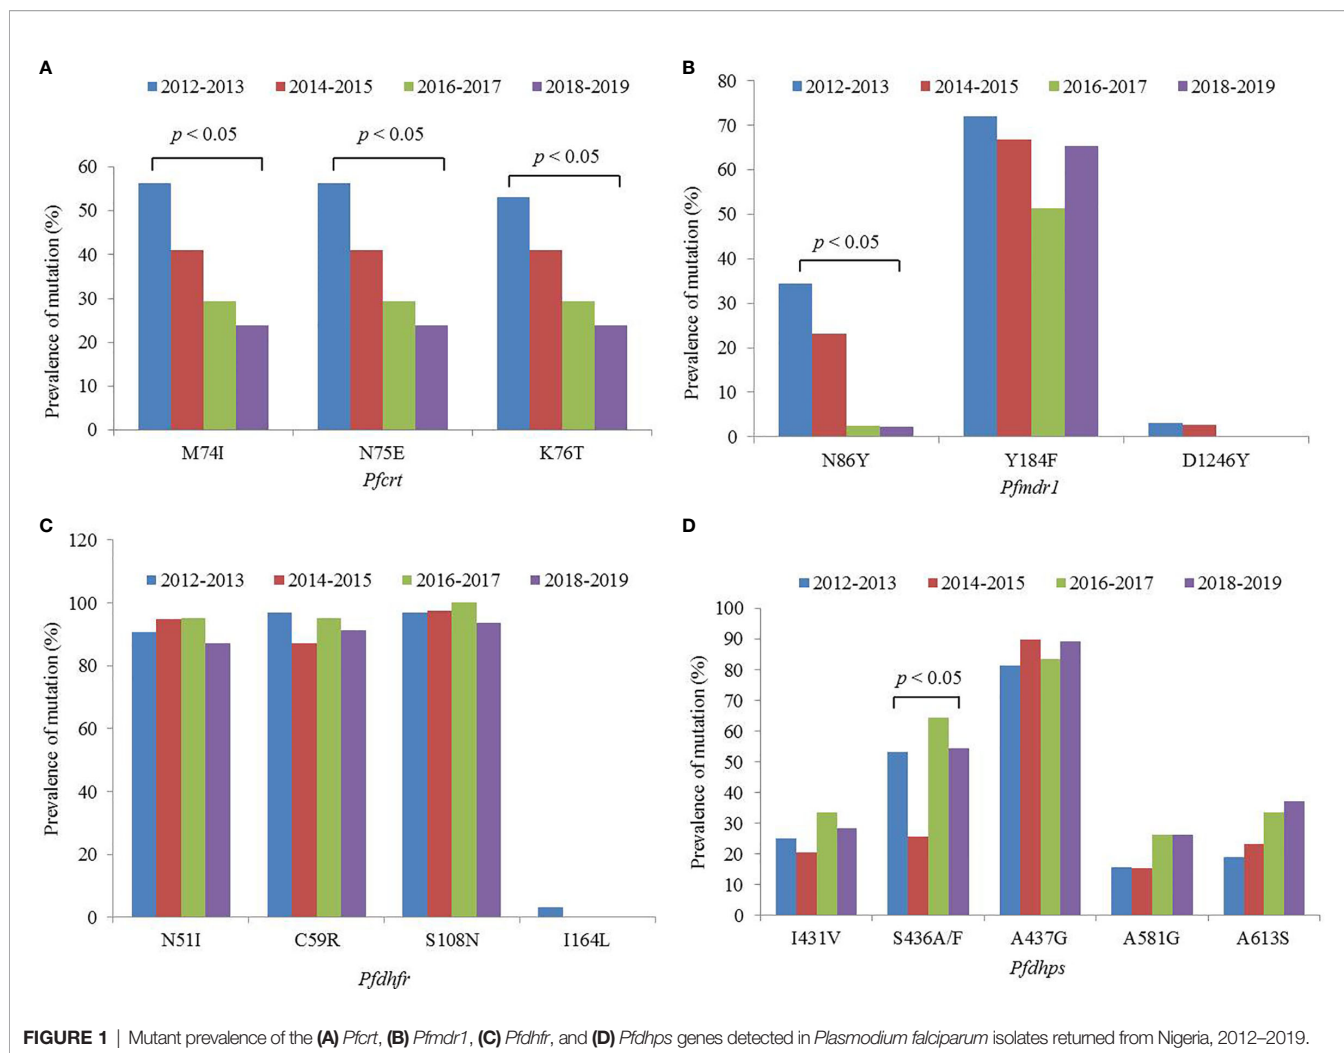 A
2012-2013 2014-2015 2016-2017 2018-2019
p < 0.05 p < 0.05 p < 0.05
Prevalence of mutation (%)
60
50
40
30
20
10
0
M74I N75E K76T
Pfcrt
B
2012-2013 2014-2015 2016-2017 2018-2019
p < 0.05
Prevalence of mutation (%)
80
70
60
50
40
30
20
10
0
N86Y Y184F D1246Y
Pfmdr1
C
2012-2013 2014-2015 2016-2017 2018-2019
Prevalence of mutation (%)
120
100
80
60
40
20
0
N51I C59R S108N I164L
Pfdhfr
D
2012-2013 2014-2015 2016-2017 2018-2019
p < 0.05
Prevalence of mutation (%)
100
90
80
70
60
50
40
30
20
10
0
I431V S436A/F A437G A581G A613S
Pfdhps
FIGURE 1 | Mutant prevalence of the (A) Pfcrt, (B) Pfmdr1, (C) Pfdhfr, and (D) Pfdhps genes detected in Plasmodium falciparum isolates returned from Nigeria, 2012–2019.